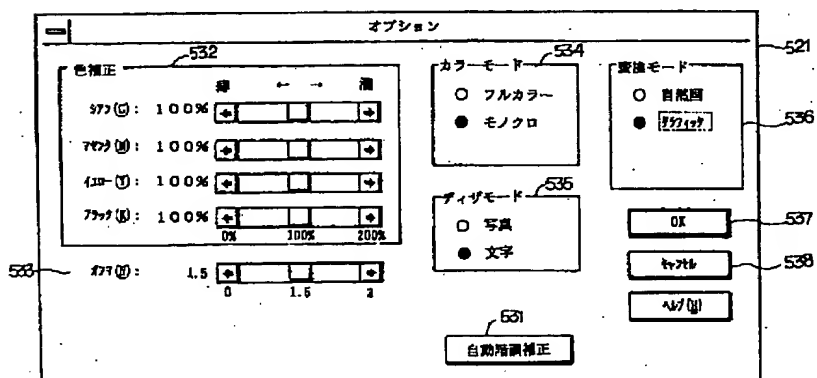 オプション
521
色補正
532
薄 ← → 濃
シアン(C): 100%
マゼンタ(M): 100%
イエロー(Y): 100%
ブラック(K): 100%
0% 100% 200%
533
ガンマ(G): 1.5
0 1.5 2
カラーモード
534
フルカラー
モノクロ
ディザモード
535
写真
文字
変換モード
自然画
グラフィック
536
OK
537
キャンセル
538
ヘルプ(H)
531
自動階調補正